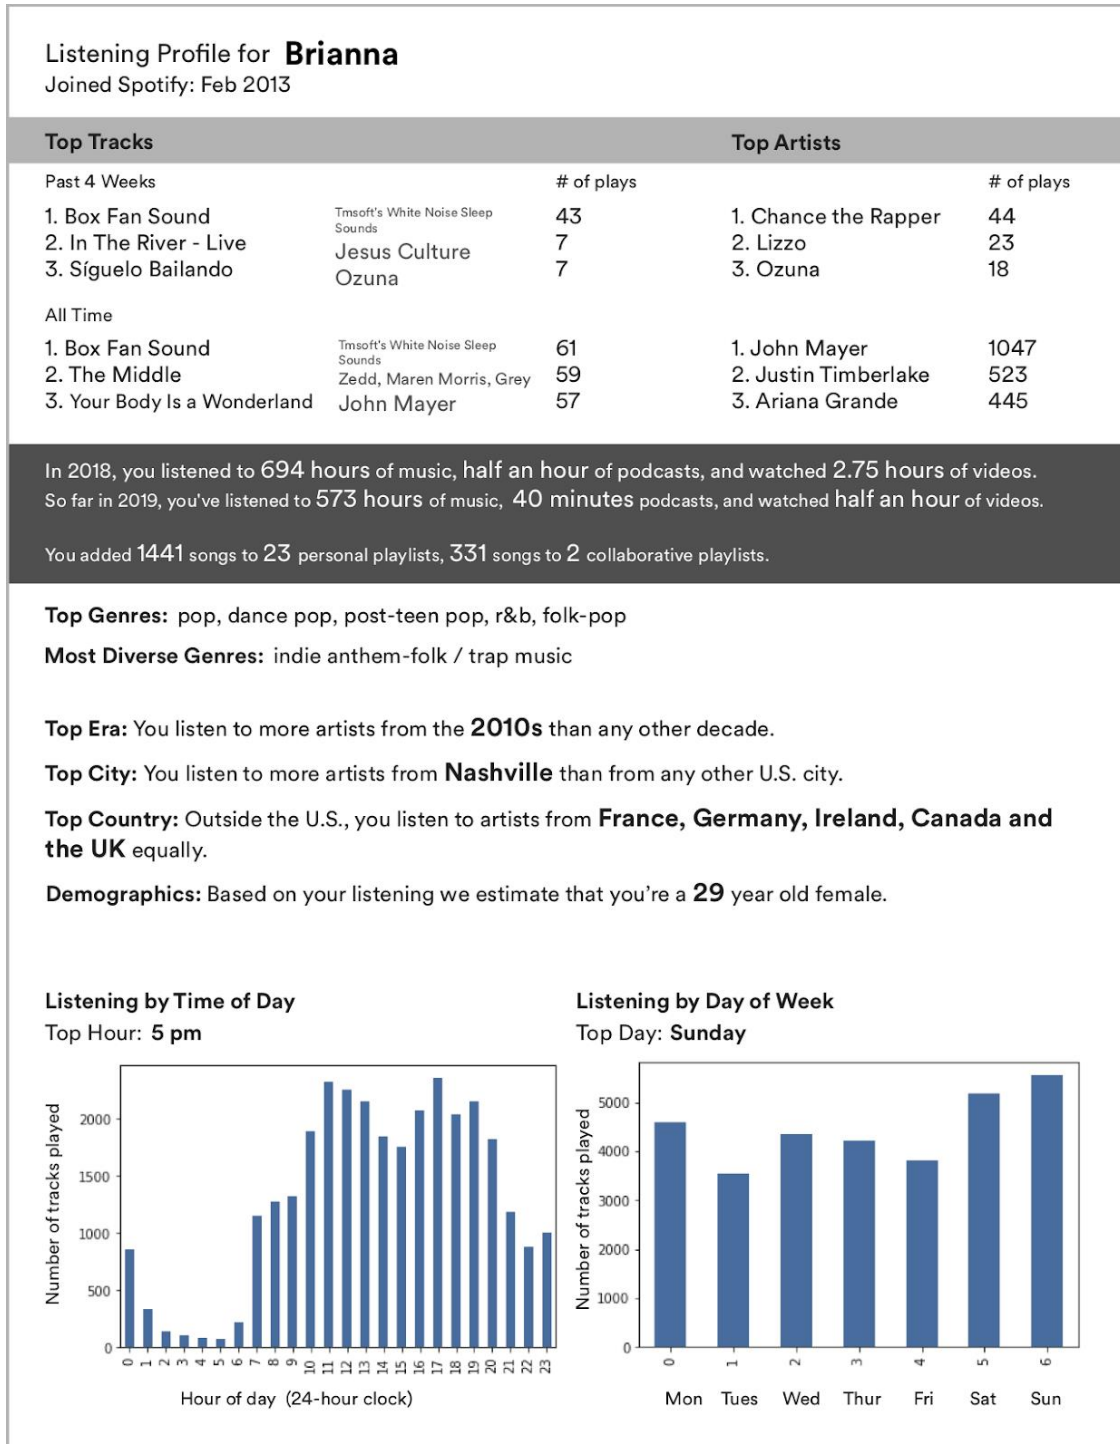 Listening Profile for Brianna
Joined Spotify: Feb 2013
Top Tracks Top Artists
Past 4 Weeks # of plays # of plays
1. Box Fan Sound Tmsoft's White Noise Sleep Sounds 43 1. Chance the Rapper 44
2. In The River - Live Jesus Culture 7 2. Lizzo 23
3. Síguelo Bailando Ozuna 7 3. Ozuna 18
All Time
1. Box Fan Sound Tmsoft's White Noise Sleep Sounds 61 1. John Mayer 1047
2. The Middle Zedd, Maren Morris, Grey 59 2. Justin Timberlake 523
3. Your Body Is a Wonderland John Mayer 57 3. Ariana Grande 445
In 2018, you listened to 694 hours of music, half an hour of podcasts, and watched 2.75 hours of videos.
So far in 2019, you've listened to 573 hours of music, 40 minutes podcasts, and watched half an hour of videos.
You added 1441 songs to 23 personal playlists, 331 songs to 2 collaborative playlists.
Top Genres: pop, dance pop, post-teen pop, r&b, folk-pop
Most Diverse Genres: indie anthem-folk / trap music
Top Era: You listen to more artists from the 2010s than any other decade.
Top City: You listen to more artists from Nashville than from any other U.S. city.
Top Country: Outside the U.S., you listen to artists from France, Germany, Ireland, Canada and
the UK equally.
Demographics: Based on your listening we estimate that you're a 29 year old female.
Listening by Time of Day
Top Hour: 5 pm
Number of tracks played
2000
1500
1000
500
0
0 1 2 3 4 5 6 7 8 9 10 11 12 13 14 15 16 17 18 19 20 21 22 23
Hour of day (24-hour clock)
Listening by Day of Week
Top Day: Sunday
Number of tracks played
5000
4000
3000
2000
1000
0
0 1 2 3 4 5 6
Mon Tues Wed Thur Fri Sat Sun